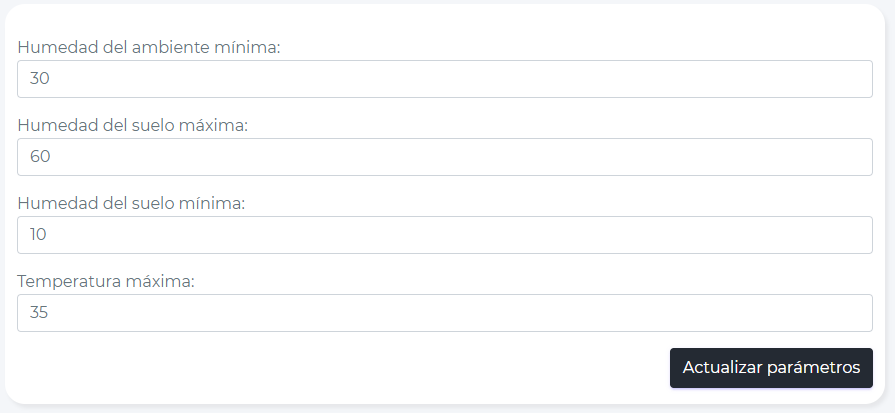 Humedad del ambiente mínima:
30
Humedad del suelo máxima:
60
Humedad del suelo mínima:
10
Temperatura máxima:
35
Actualizar parámetros